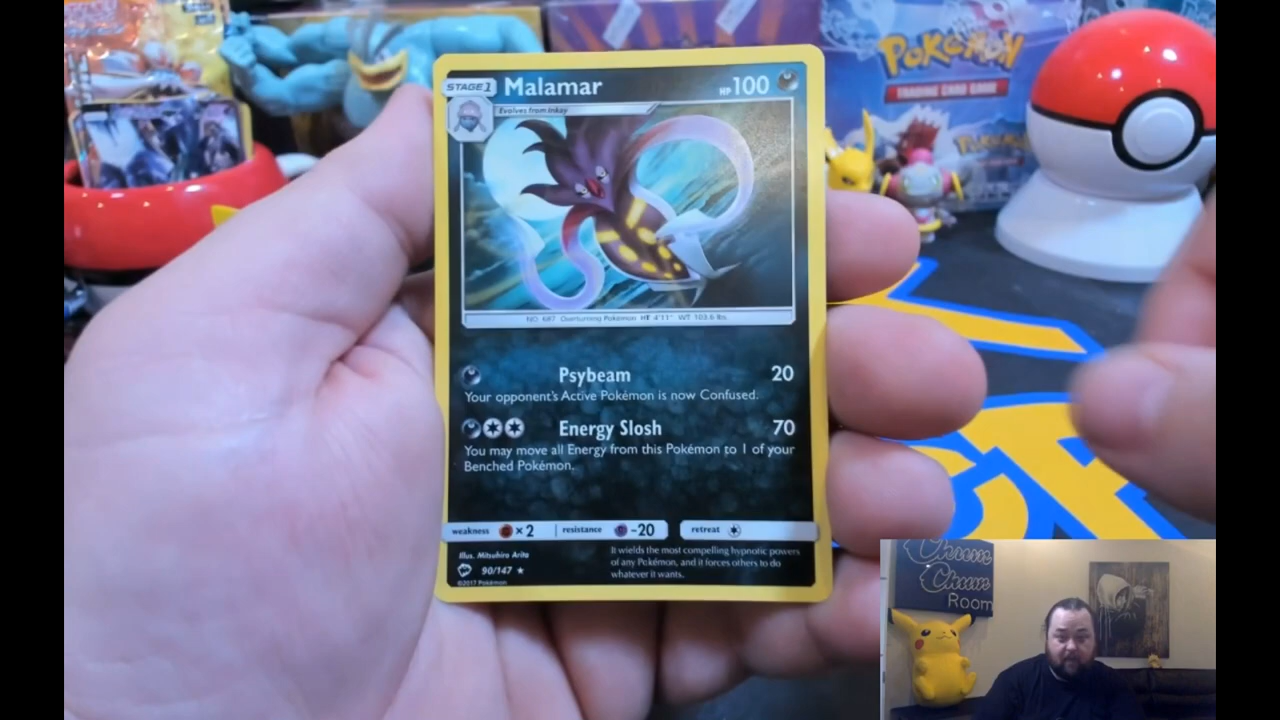 POKÉMON
TRADING CARD GAME
STAGE 1 Malamar HP 100
Evolves from Inkay
NO. 687 Overturning Pokémon HT 4'11" WT 103.6 lbs.
Psybeam 20
Your opponent's Active Pokémon is now Confused.
Energy Slosh 70
You may move all Energy from this Pokémon to 1 of your
Benched Pokémon.
weakness ×2 resistance -20 retreat
Illus. Mitsuhiro Arita
90/147 ★
©2017 Pokémon
It wields the most compelling hypnotic powers
of any Pokémon, and it forces others to do
whatever it wants.
Chum
Chun
Room